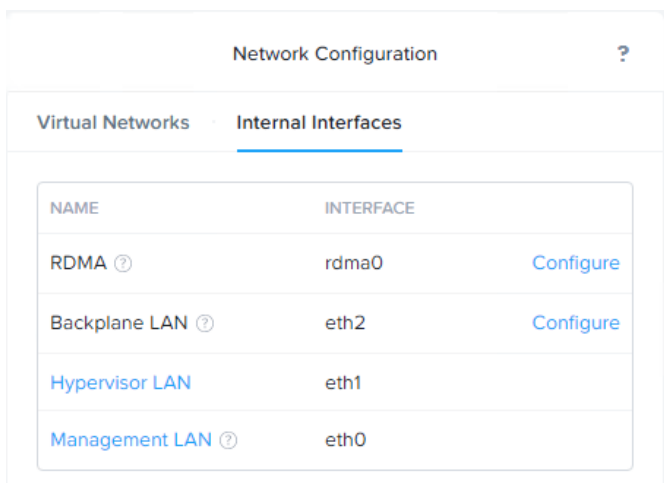 Network Configuration ?
Virtual Networks · Internal Interfaces
NAME INTERFACE
RDMA ? rdma0 Configure
Backplane LAN ? eth2 Configure
Hypervisor LAN eth1
Management LAN ? eth0